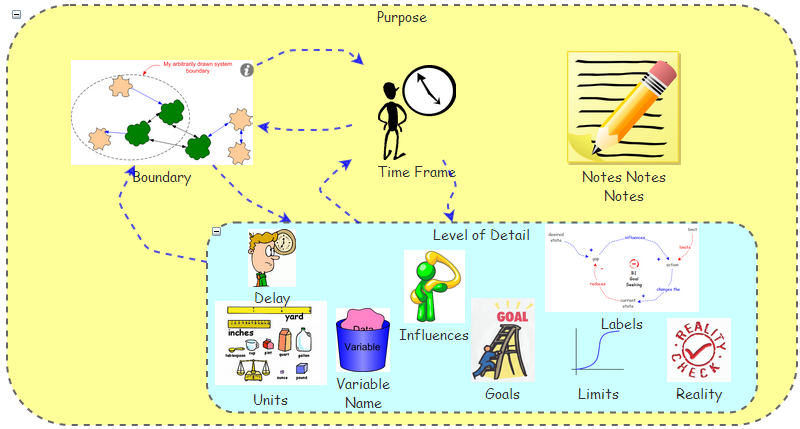 Purpose
My arbitrarily drawn system
boundary
i
Boundary
Time Frame
Notes Notes
Notes
Level of Detail
Delay
yard
inches
tablespoon
cup
pint
quart
gallon
ounce
pound
Units
Data
Variable
Variable
Name
Influences
GOAL
Goals
desired
state
influences
limit
limits
gap
action
B1
Goal
Seeking
reduces
changes the
current
state
Labels
Limits
REALITY
CHECK
Reality